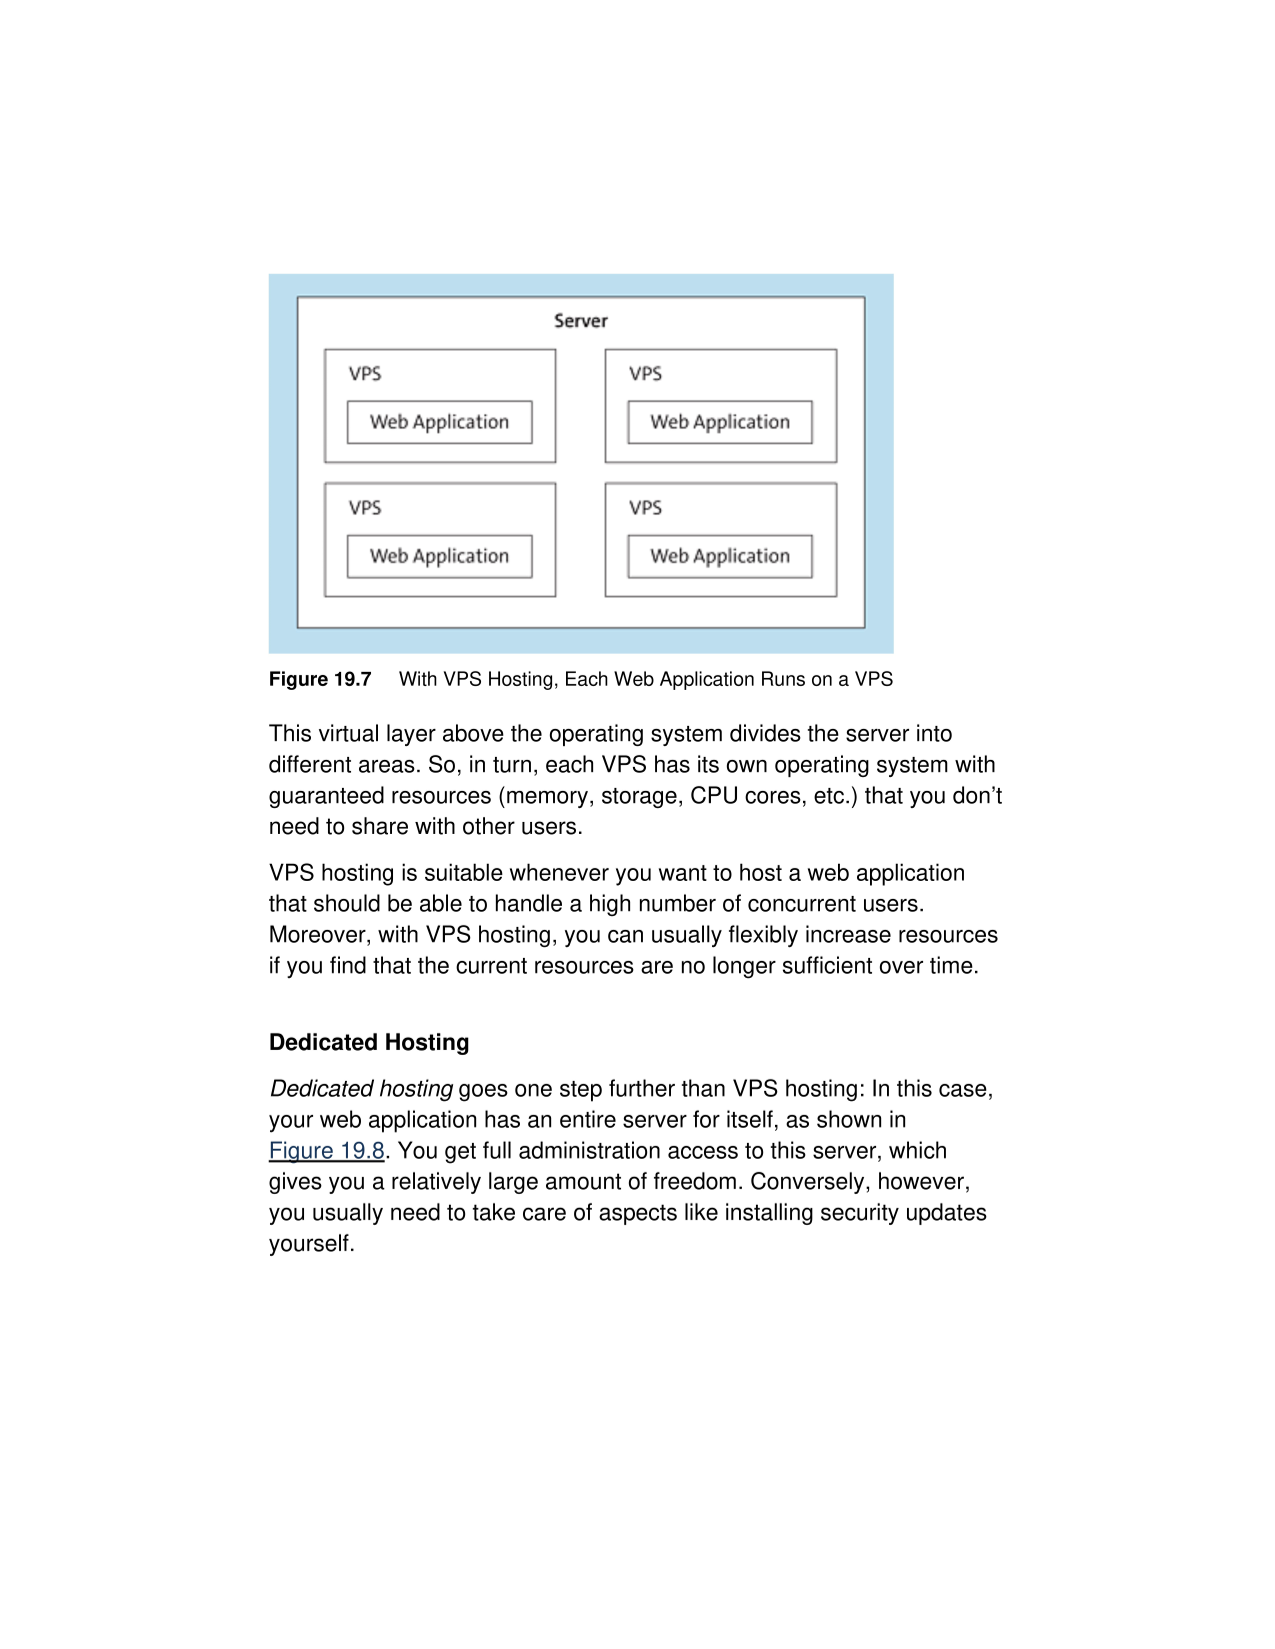 Server
VPS
VPS
Web Application
Web Application
VPS
VPS
Web Application
Web Application
Figure 19.7 With VPS Hosting, Each Web Application Runs on a VPS
This virtual layer above the operating system divides the server into
different areas. So, in turn, each VPS has its own operating system with
guaranteed resources (memory, storage, CPU cores, etc.) that you don’t
need to share with other users.
VPS hosting is suitable whenever you want to host a web application
that should be able to handle a high number of concurrent users.
Moreover, with VPS hosting, you can usually flexibly increase resources
if you find that the current resources are no longer sufficient over time.
Dedicated Hosting
Dedicated hosting goes one step further than VPS hosting: In this case,
your web application has an entire server for itself, as shown in
Figure 19.8. You get full administration access to this server, which
gives you a relatively large amount of freedom. Conversely, however,
you usually need to take care of aspects like installing security updates
yourself.